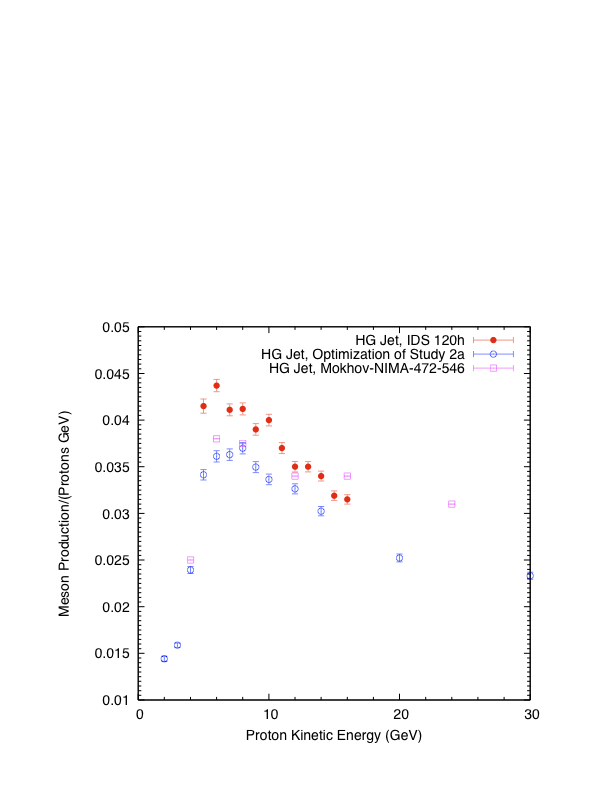 HG Jet, IDS 120h
HG Jet, Optimization of Study 2a
HG Jet, Mokhov-NIMA-472-546
0.05
0.045
0.04
0.035
0.03
0.025
0.02
0.015
0.01
0 10 20 30
Meson Production/(Protons GeV)
Proton Kinetic Energy (GeV)